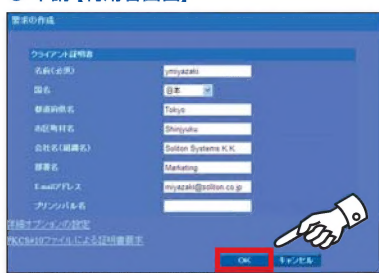 要求の作成
クライアント証明書
名前(必須) ymiyazaki
国名 日本
都道府県名 Tokyo
市区町村名 Shinjyuku
会社名(組織名) Soliton Systems K.K.
部署名 Marketing
E-mailアドレス miyazaki@soliton.co.jp
プリンシパル名
詳細オプションの設定
PKCS#10ファイルによる証明書要求
OK キャンセル